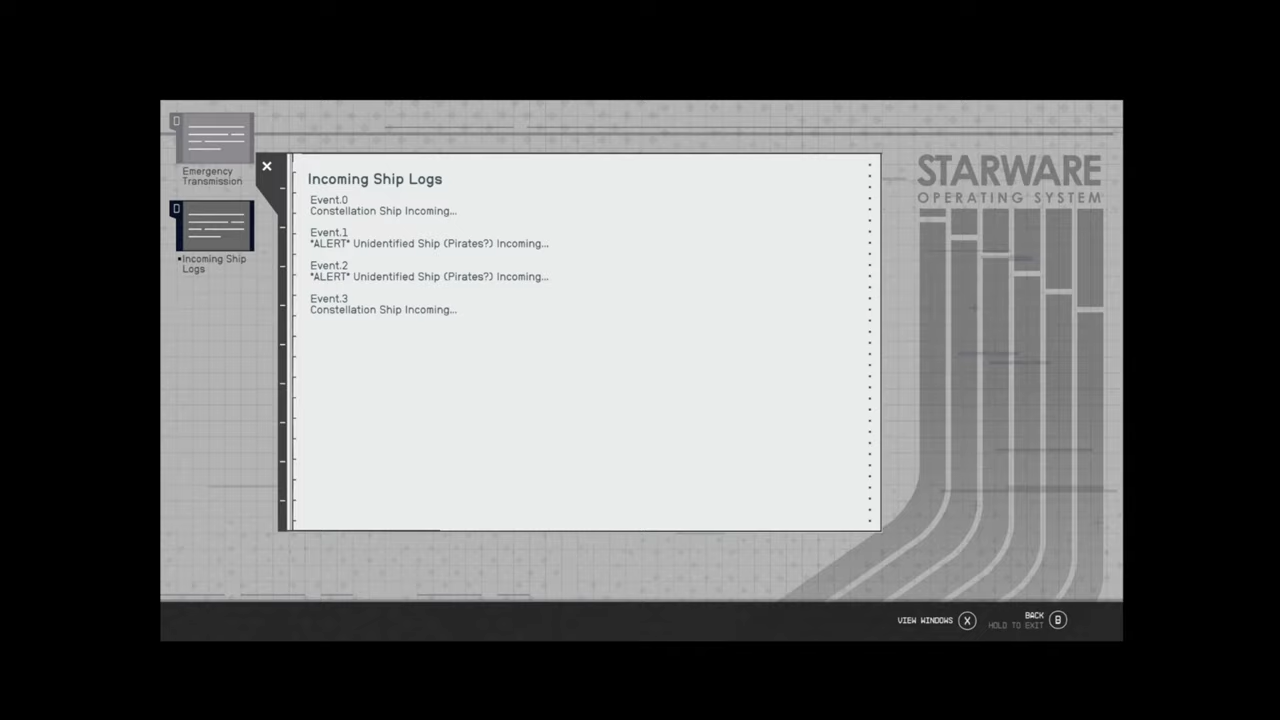 Emergency
Transmission
Incoming Ship
Logs
Incoming Ship Logs
Event.0
Constellation Ship Incoming...
Event.1
*ALERT* Unidentified Ship (Pirates?) Incoming...
Event.2
*ALERT* Unidentified Ship (Pirates?) Incoming...
Event.3
Constellation Ship Incoming...
STARWARE
OPERATING SYSTEM
VIEW WINDOWS X
BACK B
HOLD TO EXIT